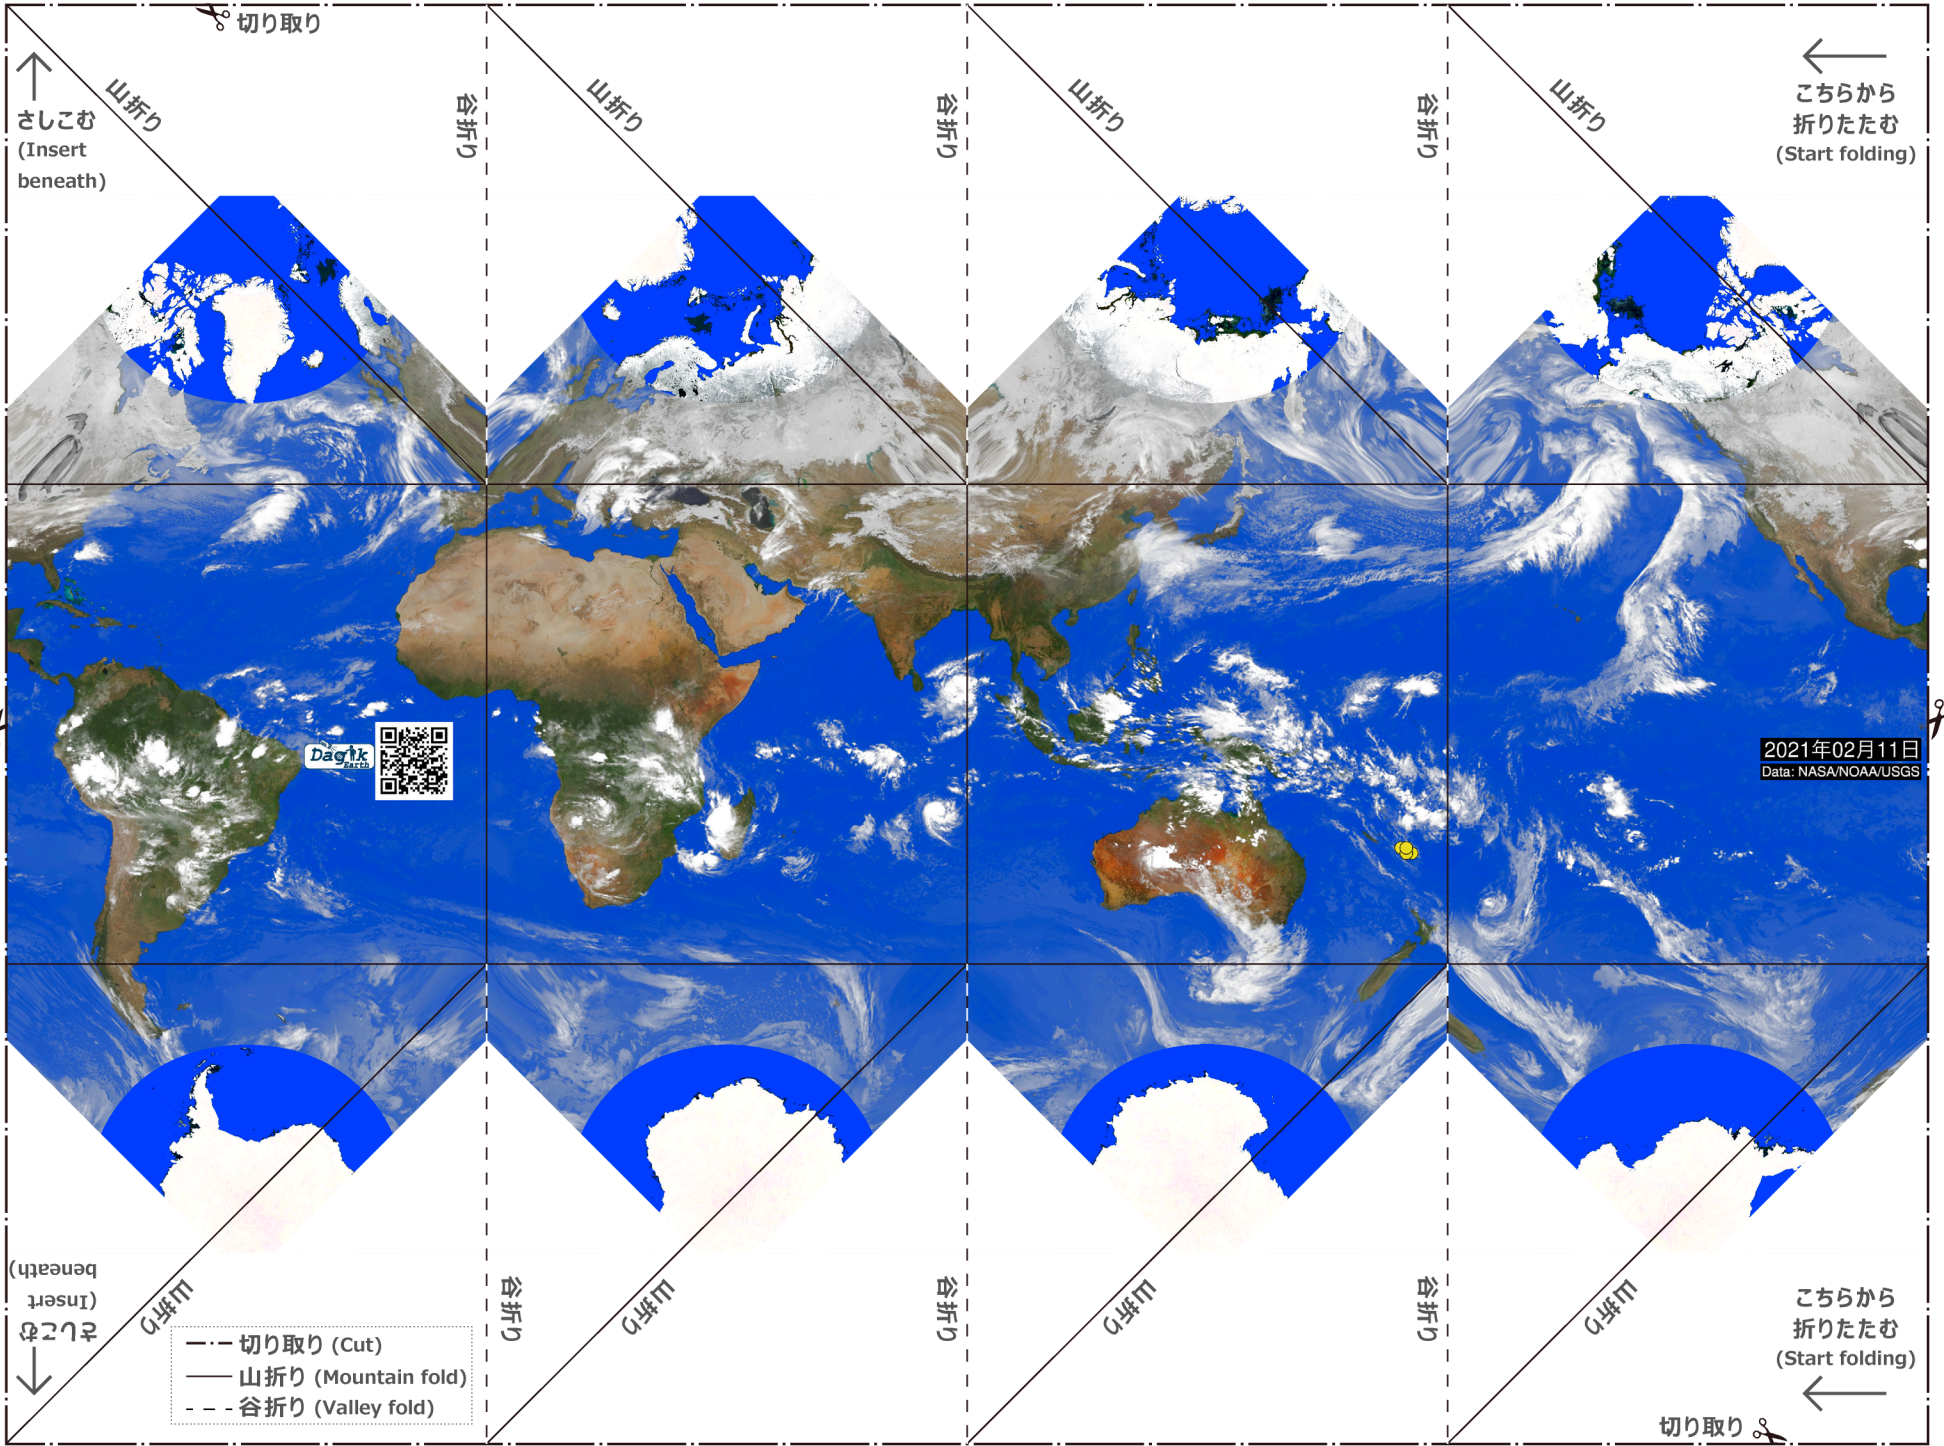 切り取り
山折り
谷折り
山折り
谷折り
山折り
谷折り
山折り
さしこむ
(Insert
beneath)
こちらから
折りたたむ
(Start folding)
Dagik
Earth
2021年02月11日
Data: NASA/NOAA/USGS
さしこむ
(Insert
beneath)
山折り
谷折り
山折り
谷折り
山折り
谷折り
山折り
こちらから
折りたたむ
(Start folding)
切り取り (Cut)
山折り (Mountain fold)
谷折り (Valley fold)
切り取り